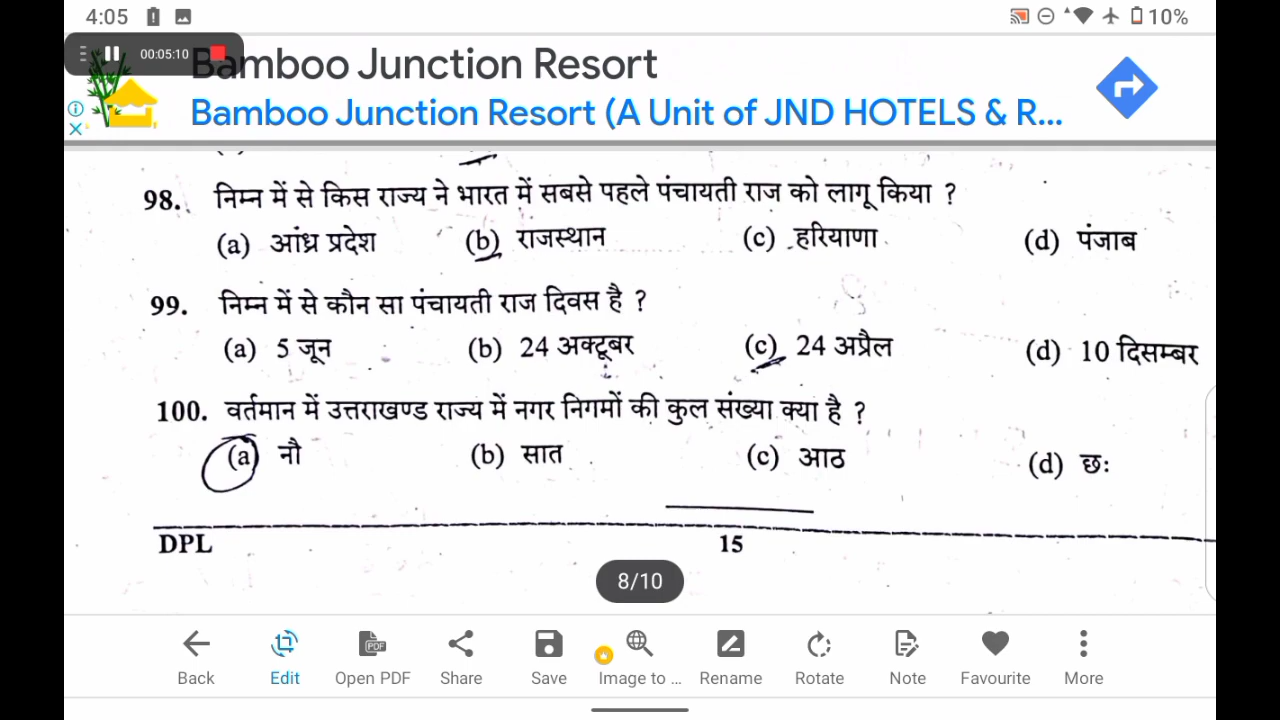 4:05
10%
00:05:10
Bamboo Junction Resort
Bamboo Junction Resort (A Unit of JND HOTELS & R...
98. निम्न में से किस राज्य ने भारत में सबसे पहले पंचायती राज को लागू किया ?
(a) आंध्र प्रदेश (b) राजस्थान (c) हरियाणा (d) पंजाब
99. निम्न में से कौन सा पंचायती राज दिवस है ?
(a) 5 जून (b) 24 अक्टूबर (c) 24 अप्रैल (d) 10 दिसम्बर
100. वर्तमान में उत्तराखण्ड राज्य में नगर निगमों की कुल संख्या क्या है ?
(a) नौ (b) सात (c) आठ (d) छः
DPL 15
8/10
Back Edit Open PDF Share Save Image to ... Rename Rotate Note Favourite More